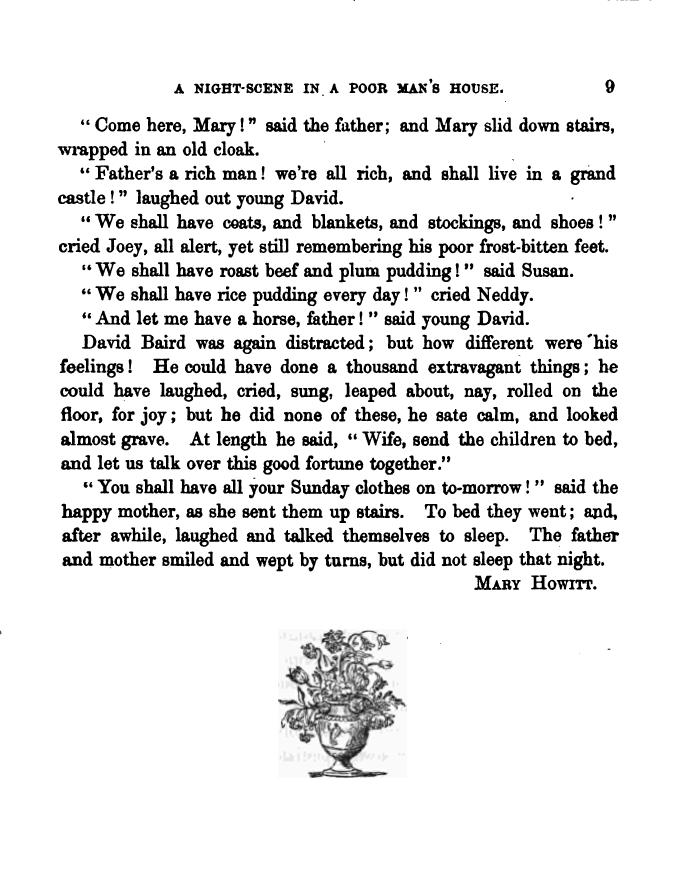 A NIGHT-SCENE IN A POOR MAN'S HOUSE. 9
“ Come here, Mary ! ” said the father; and Mary slid down stairs,
wrapped in an old cloak.
“ Father's a rich man ! we're all rich, and shall live in a grand
castle ! ” laughed out young David.
“ We shall have coats, and blankets, and stockings, and shoes ! ”
cried Joey, all alert, yet still remembering his poor frost-bitten feet.
“ We shall have roast beef and plum pudding ! ” said Susan.
“ We shall have rice pudding every day ! ” cried Neddy.
“ And let me have a horse, father ! ” said young David.
David Baird was again distracted ; but how different were his
feelings ! He could have done a thousand extravagant things ; he
could have laughed, cried, sung, leaped about, nay, rolled on the
floor, for joy ; but he did none of these, he sate calm, and looked
almost grave. At length he said, “ Wife, send the children to bed,
and let us talk over this good fortune together.”
“ You shall have all your Sunday clothes on to-morrow ! ” said the
happy mother, as she sent them up stairs. To bed they went ; and,
after awhile, laughed and talked themselves to sleep. The father
and mother smiled and wept by turns, but did not sleep that night.
MARY HOWITT.